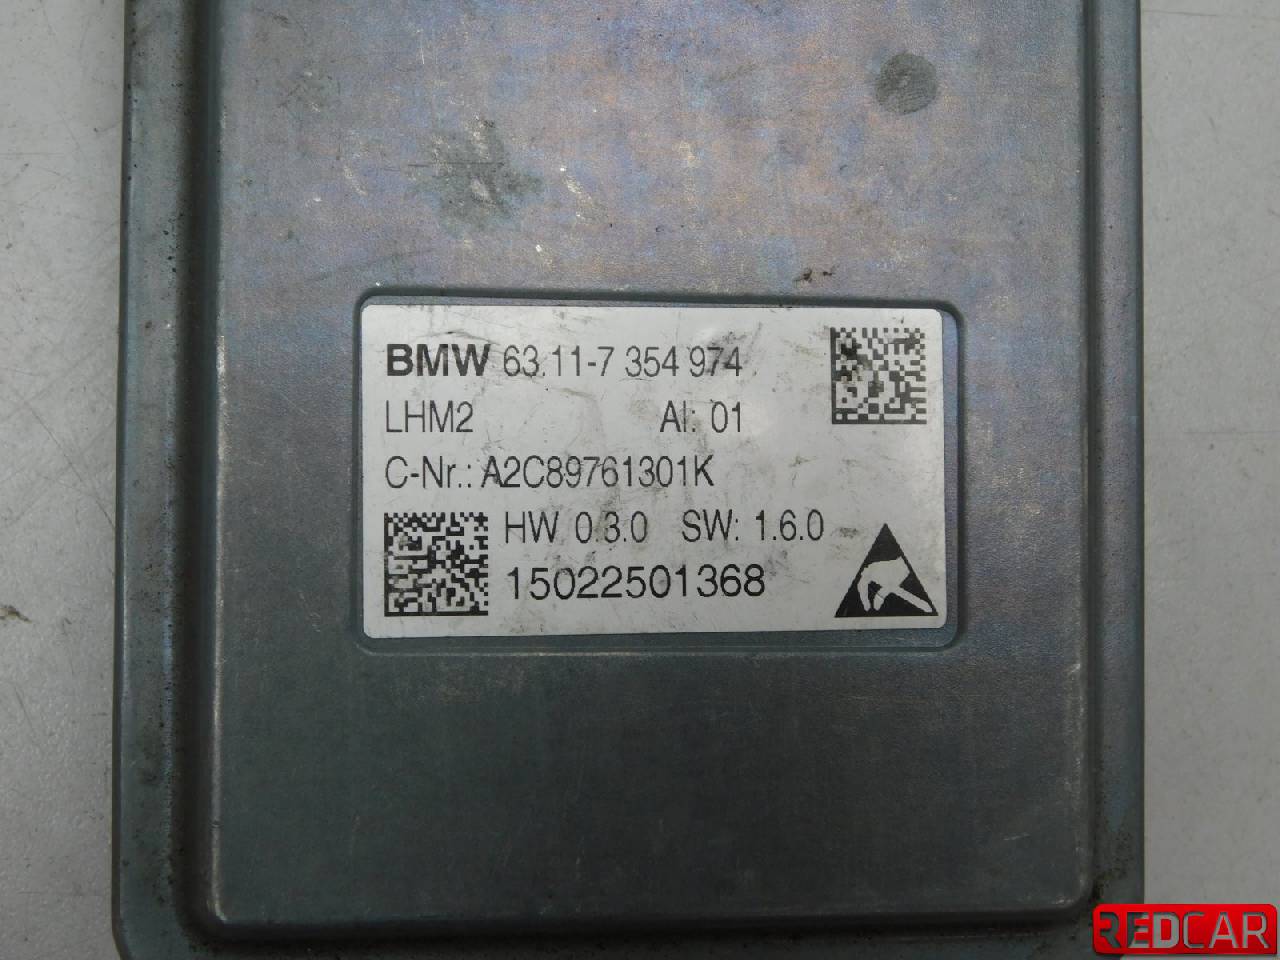 BMW 63.11-7 354 974
LHM2 AI: 01
C-Nr.: A2C89761301K
HW 0.3.0 SW: 1.6.0
15022501368
REDCAR